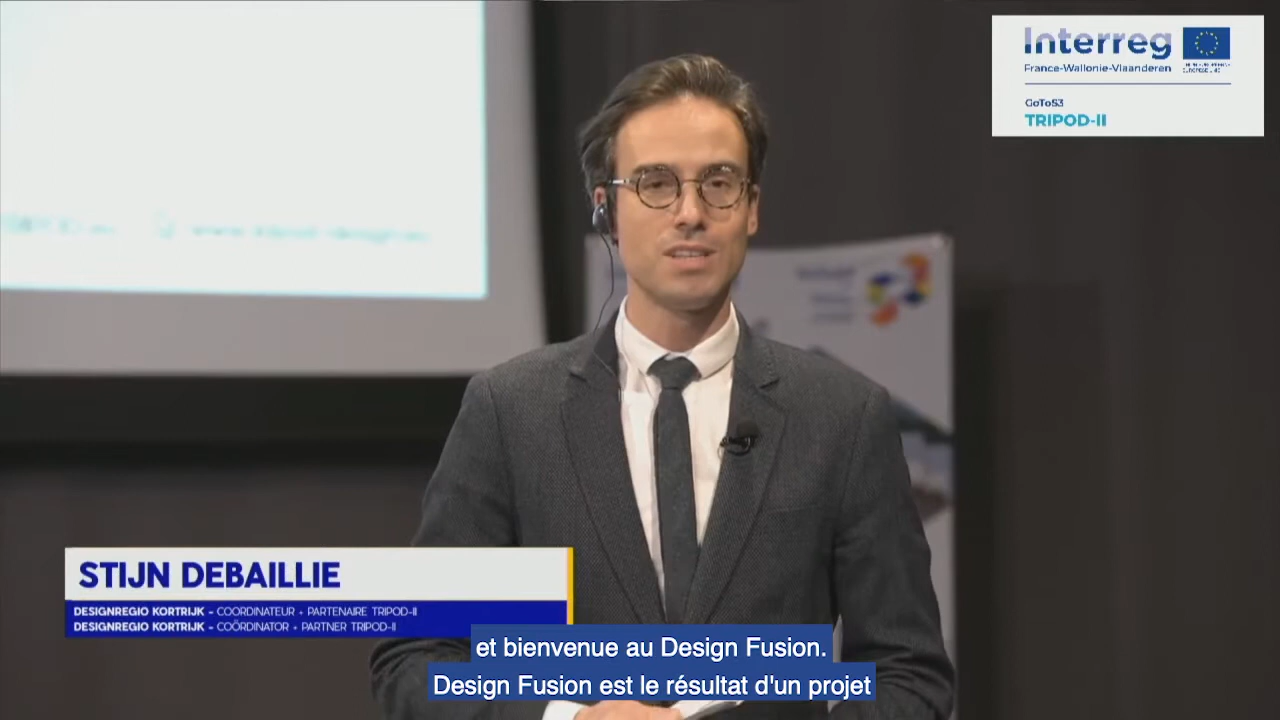 Interreg
France-Wallonie-Vlaanderen
GoToS3
TRIPOD-II
STIJN DEBAILLIE
DESIGNREGIO KORTRIJK - COORDINATEUR + PARTENAIRE TRIPOD-II
DESIGNREGIO KORTRIJK - COÖRDINATOR + PARTNER TRIPOD-II
et bienvenue au Design Fusion.
Design Fusion est le résultat d'un projet